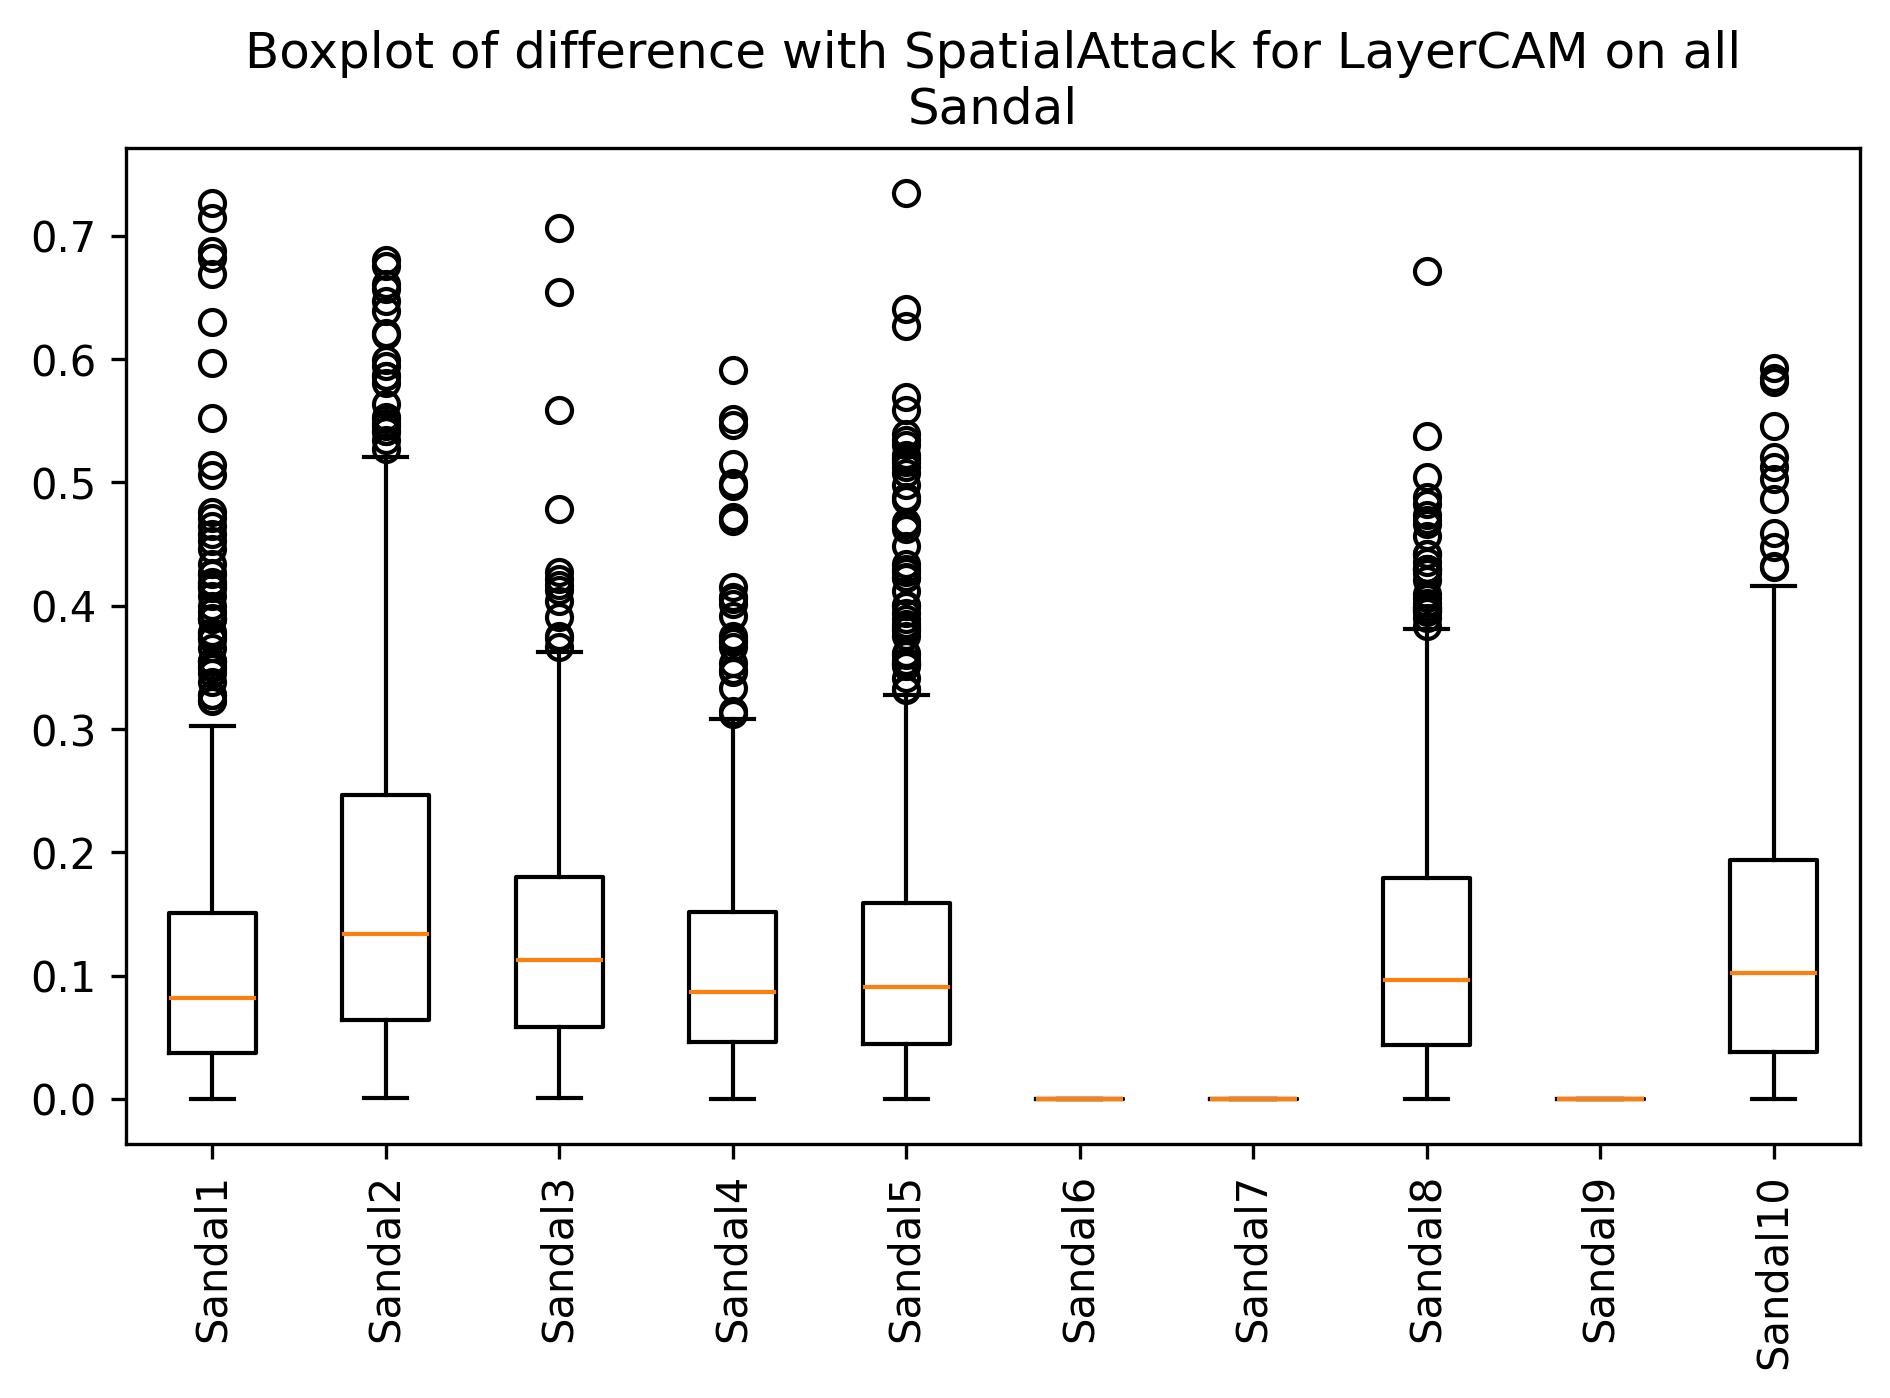 Boxplot of difference with SpatialAttack for LayerCAM on all
Sandal
0.7
0.6
0.5
0.4
0.3
0.2
0.1
0.0
Sandal1
Sandal2
Sandal3
Sandal4
Sandal5
Sandal6
Sandal7
Sandal8
Sandal9
Sandal10